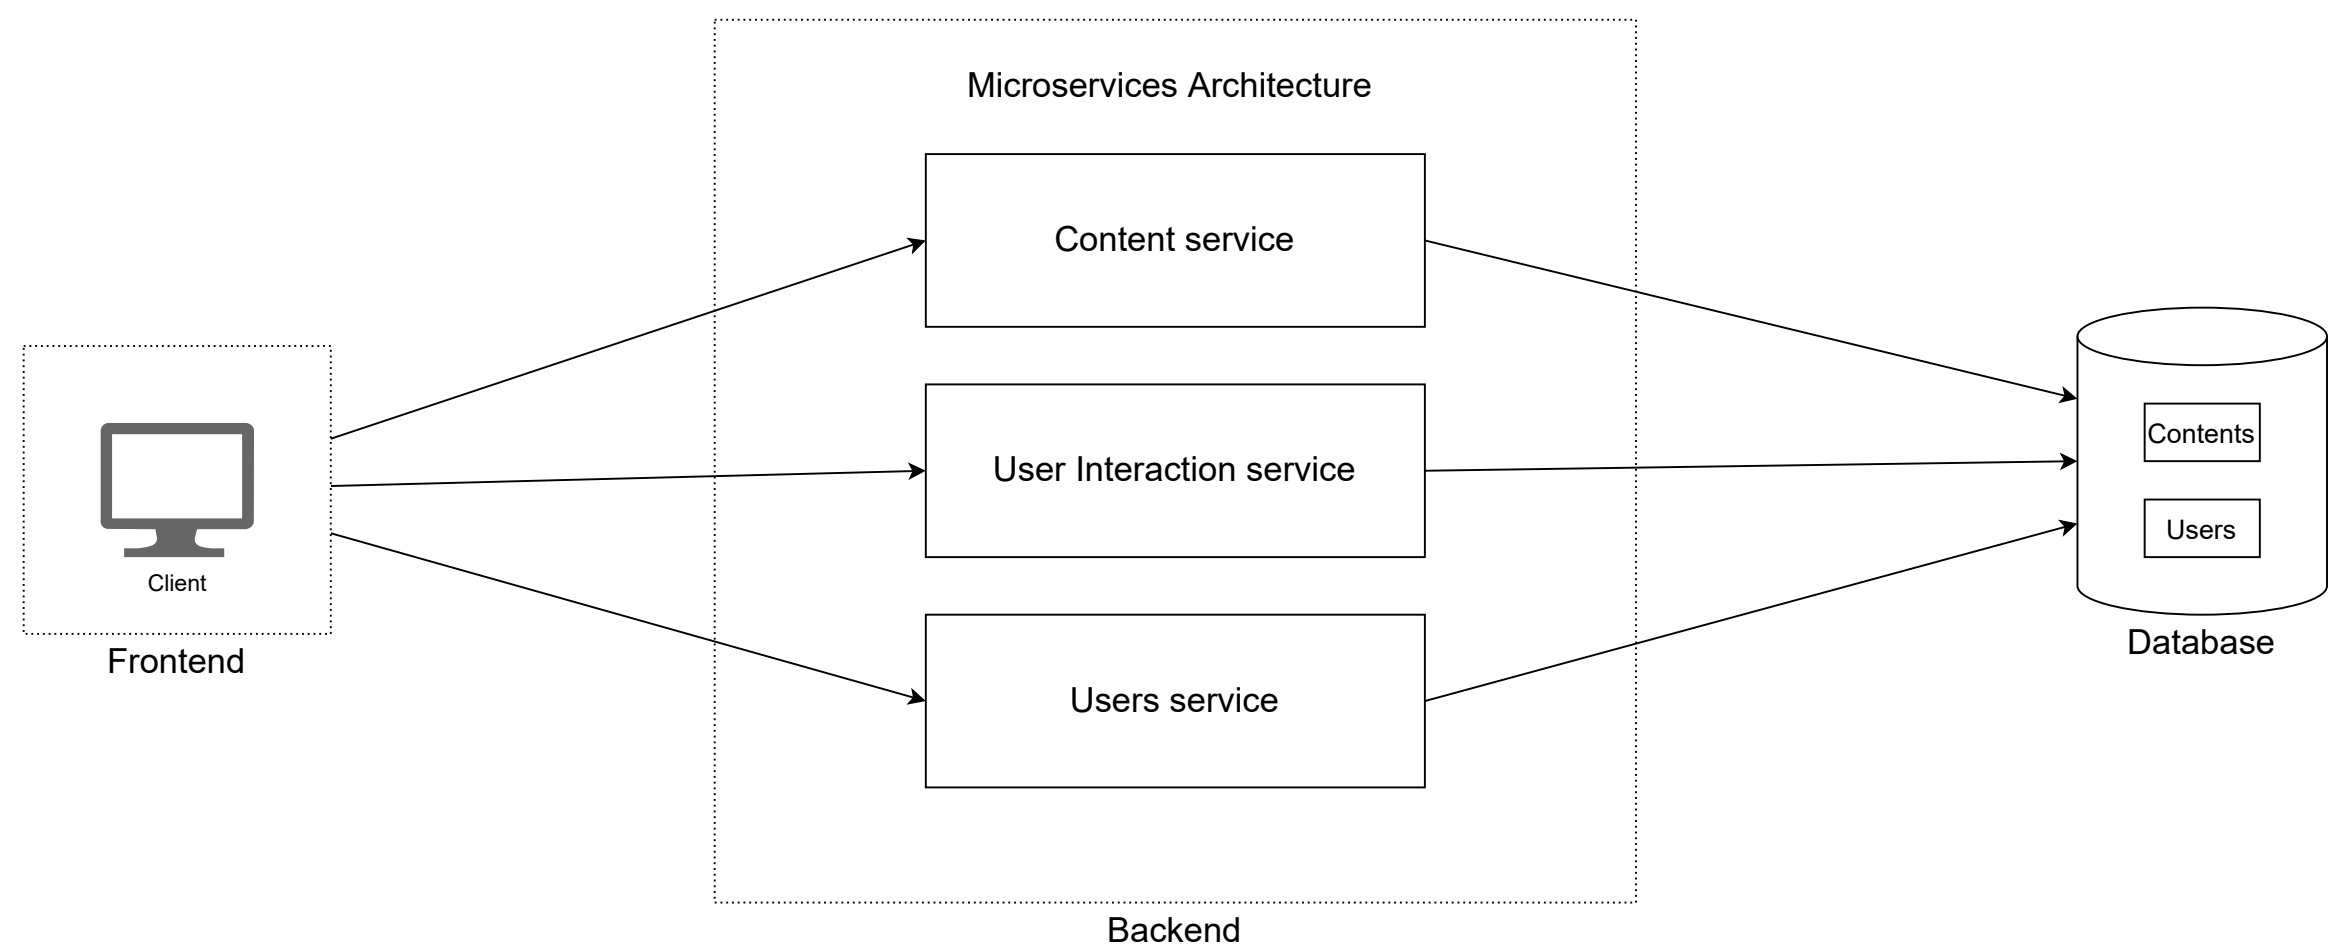 Microservices Architecture
Content service
User Interaction service
Users service
Backend
Client
Frontend
Contents
Users
Database